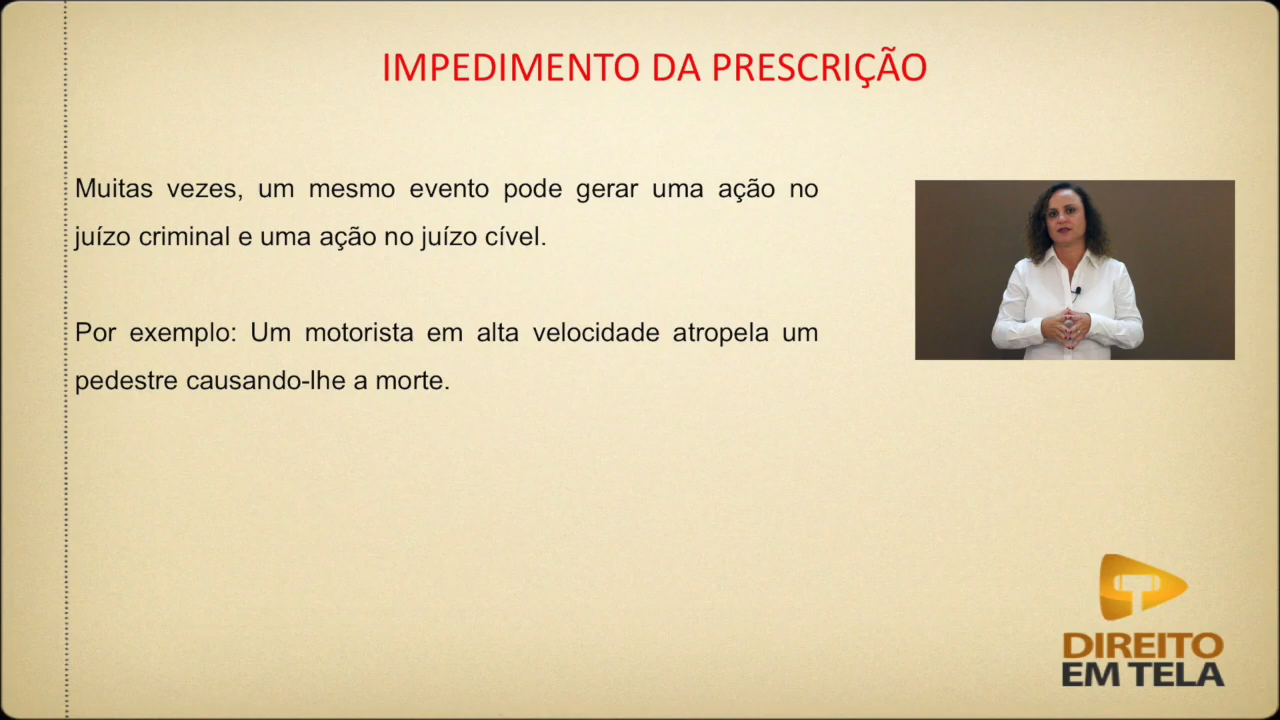 IMPEDIMENTO DA PRESCRIÇÃO
Muitas vezes, um mesmo evento pode gerar uma ação no
juízo criminal e uma ação no juízo cível.
Por exemplo: Um motorista em alta velocidade atropela um
pedestre causando-lhe a morte.
DIREITO
EM TELA